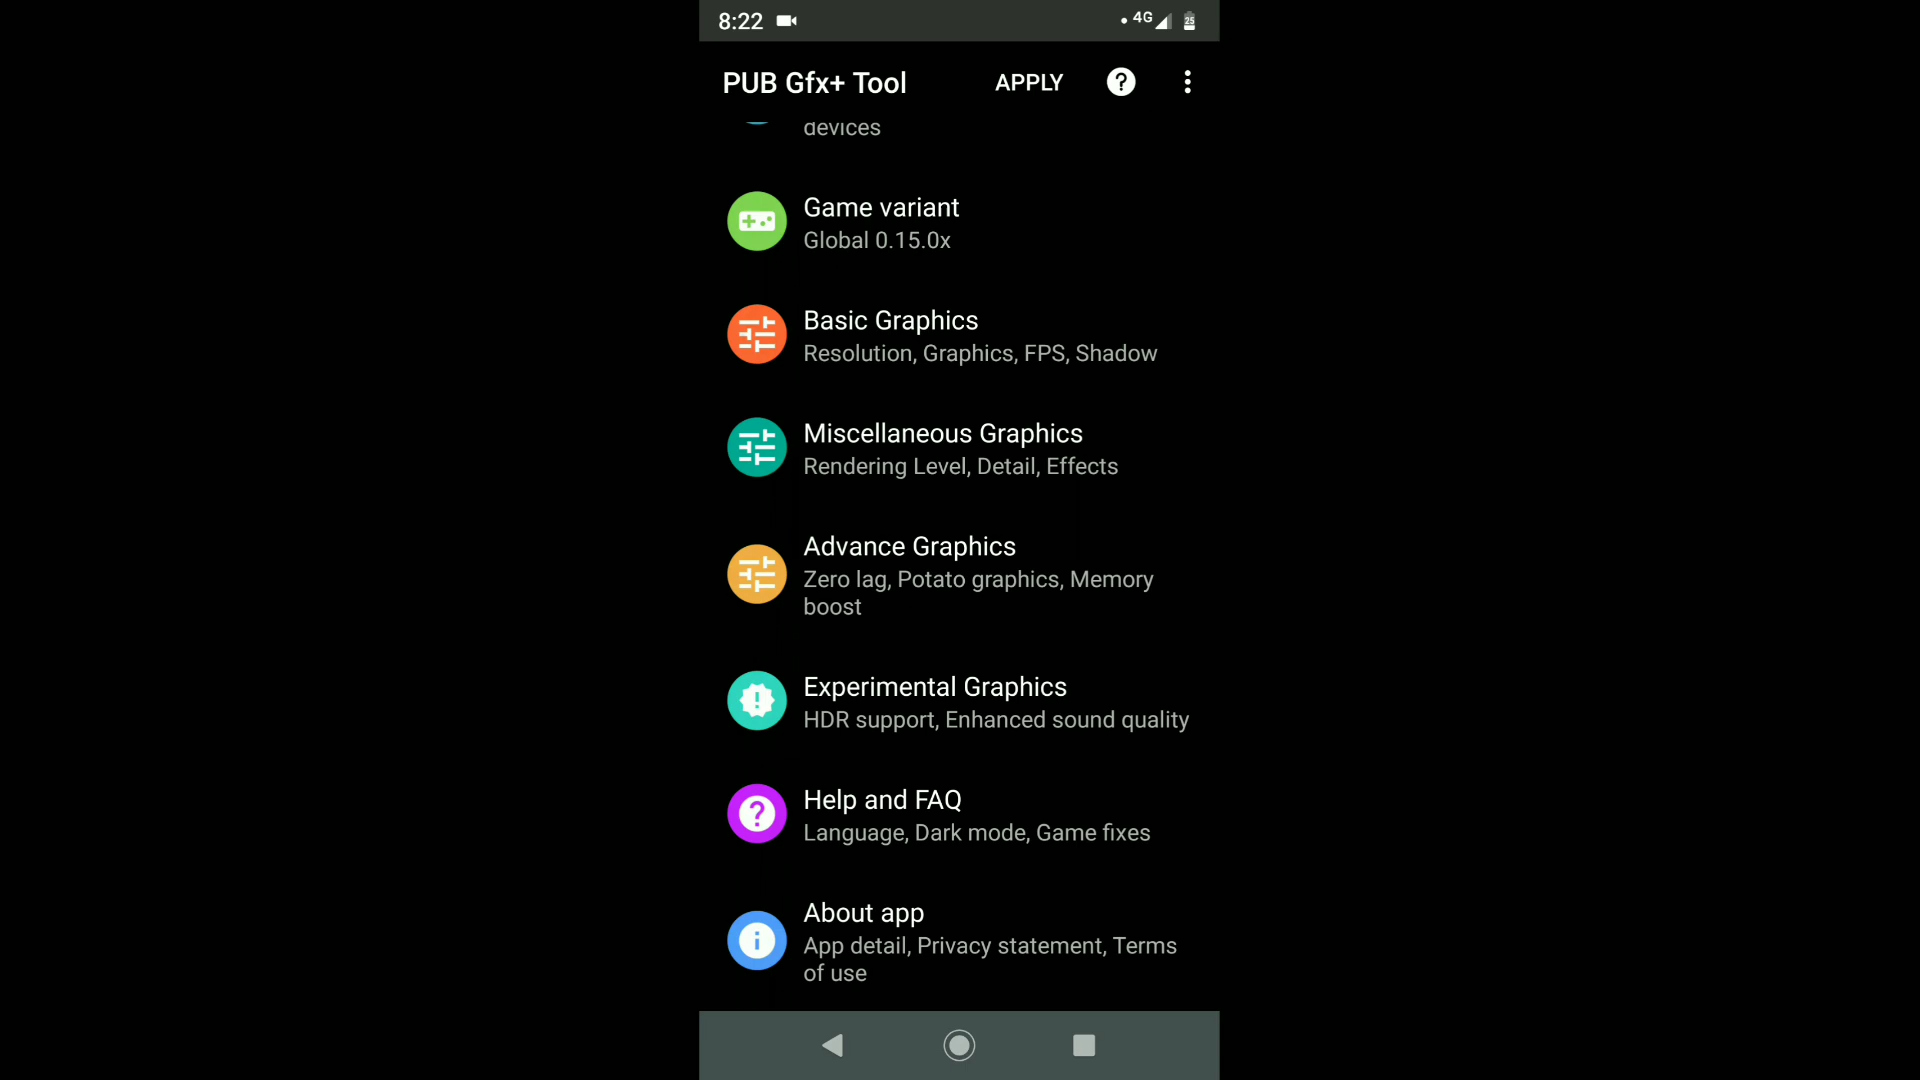 8:22
4G
25
PUB Gfx+ Tool
APPLY
?
devices
Game variant
Global 0.15.0x
Basic Graphics
Resolution, Graphics, FPS, Shadow
Miscellaneous Graphics
Rendering Level, Detail, Effects
Advance Graphics
Zero lag, Potato graphics, Memory
boost
Experimental Graphics
HDR support, Enhanced sound quality
Help and FAQ
Language, Dark mode, Game fixes
About app
App detail, Privacy statement, Terms
of use